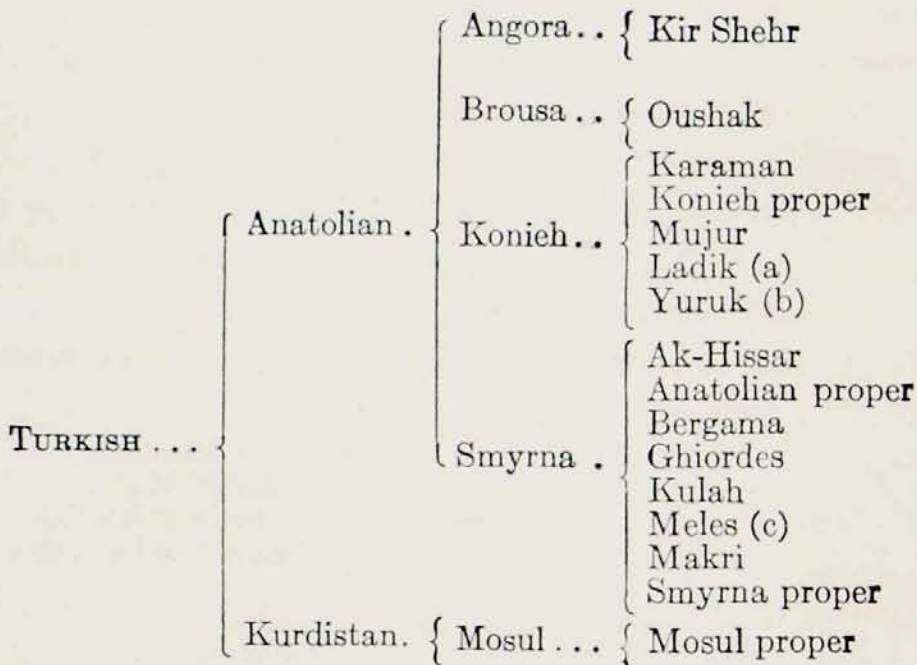 Angora.. { Kir Shehr
Brousa .. { Oushak
Karaman
Konieh proper
Anatolian . Konieh.. Mujur
Ladik (a)
Yuruk (b)
Ak-Hissar
Anatolian proper
Bergama
TURKISH ... Smyrna . Ghiordes
Kulah
Meles (c)
Makri
Smyrna proper
Kurdistan. { Mosul ... { Mosul proper